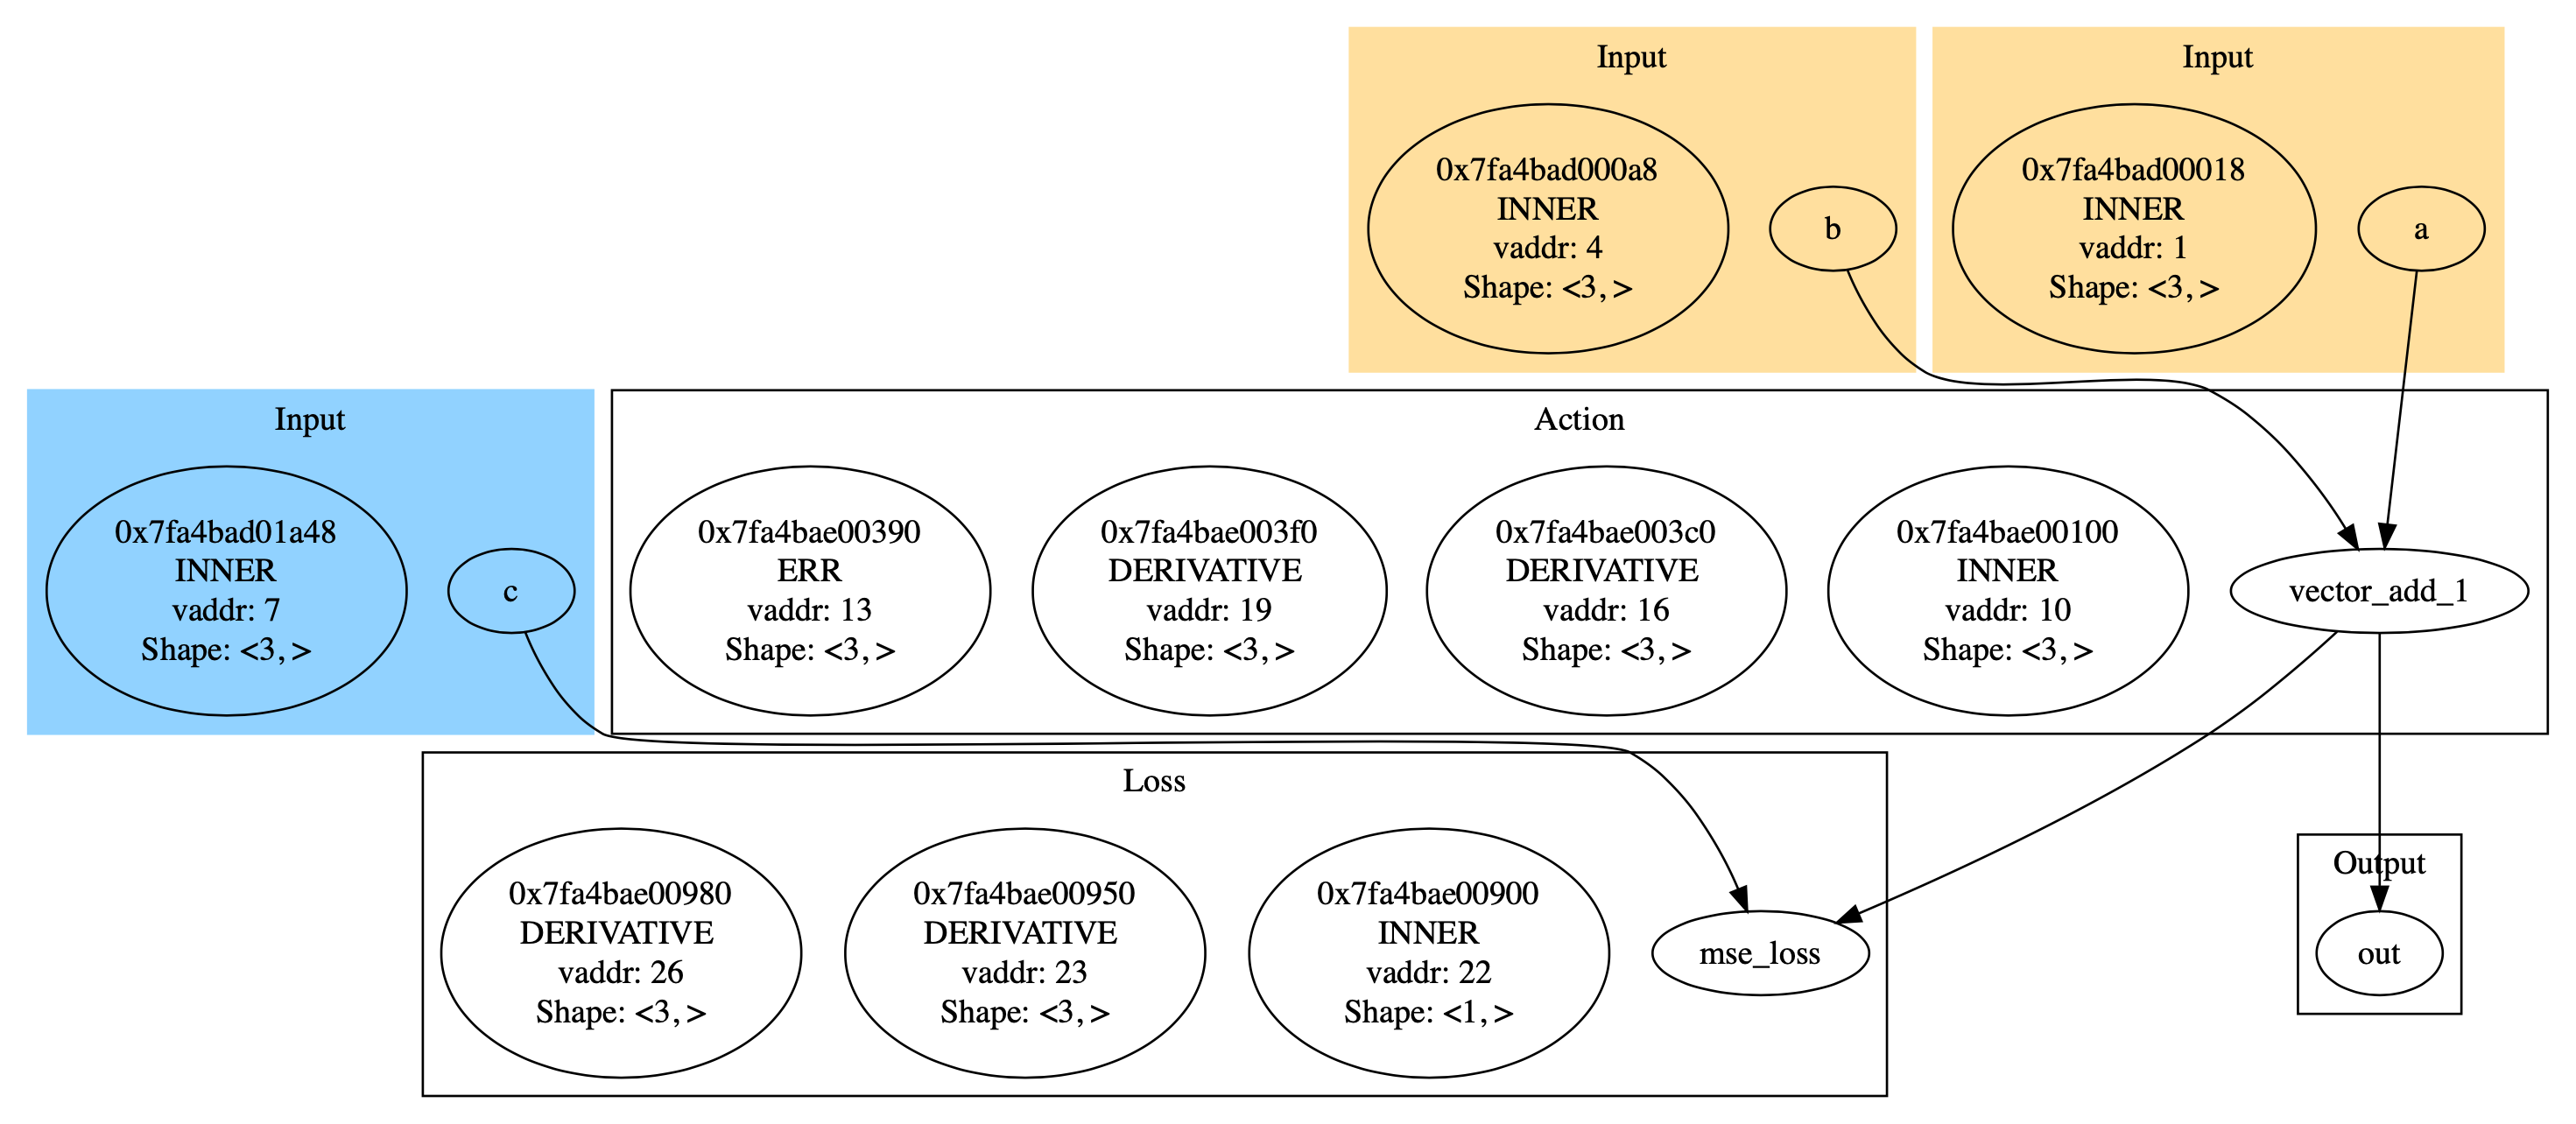 Input
0x7fa4bad000a8
INNER
vaddr: 4
Shape: <3, >
b
Input
0x7fa4bad00018
INNER
vaddr: 1
Shape: <3, >
a
Input
0x7fa4bad01a48
INNER
vaddr: 7
Shape: <3, >
c
Action
0x7fa4bae00390
ERR
vaddr: 13
Shape: <3, >
0x7fa4bae003f0
DERIVATIVE
vaddr: 19
Shape: <3, >
0x7fa4bae003c0
DERIVATIVE
vaddr: 16
Shape: <3, >
0x7fa4bae00100
INNER
vaddr: 10
Shape: <3, >
vector_add_1
Loss
0x7fa4bae00980
DERIVATIVE
vaddr: 26
Shape: <3, >
0x7fa4bae00950
DERIVATIVE
vaddr: 23
Shape: <3, >
0x7fa4bae00900
INNER
vaddr: 22
Shape: <1, >
mse_loss
Output
out